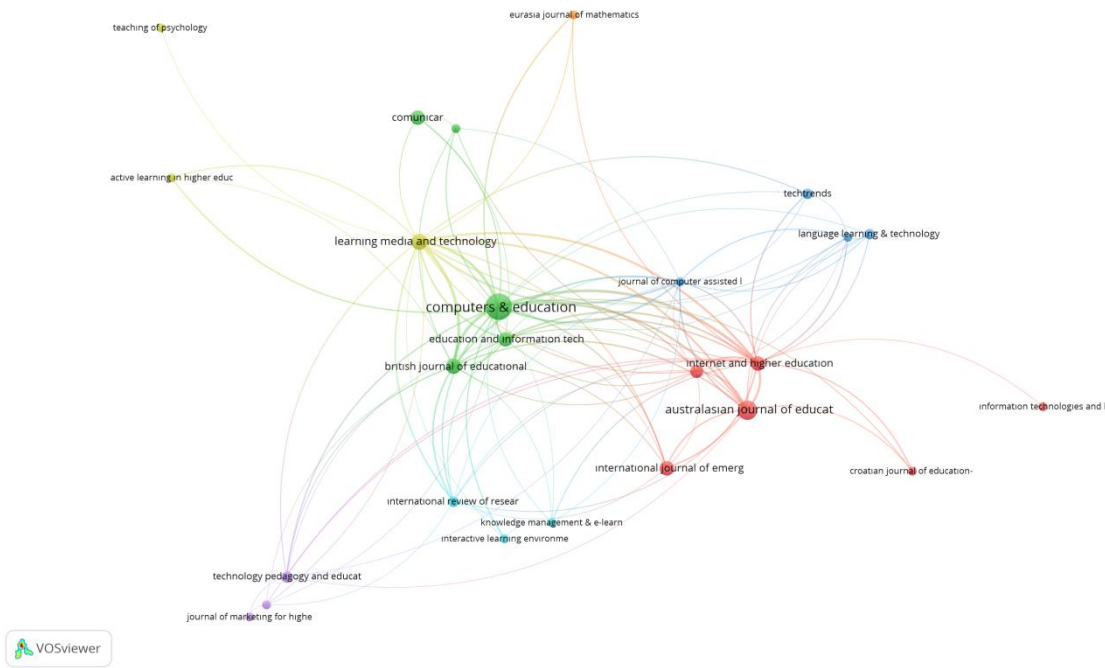 eurasia journal of mathematics
teaching of psychology
comunicar
active learning in higher educ
techtrends
language learning & technology
learning media and technology
journal of computer assisted l
computers & education
education and information tech
british journal of educational
internet and higher education
australasian journal of educat
information technologies and l
international journal of emerg
croatian journal of education-
international review of resear
knowledge management & e-learn
interactive learning environme
technology pedagogy and educat
journal of marketing for highe
VOSviewer